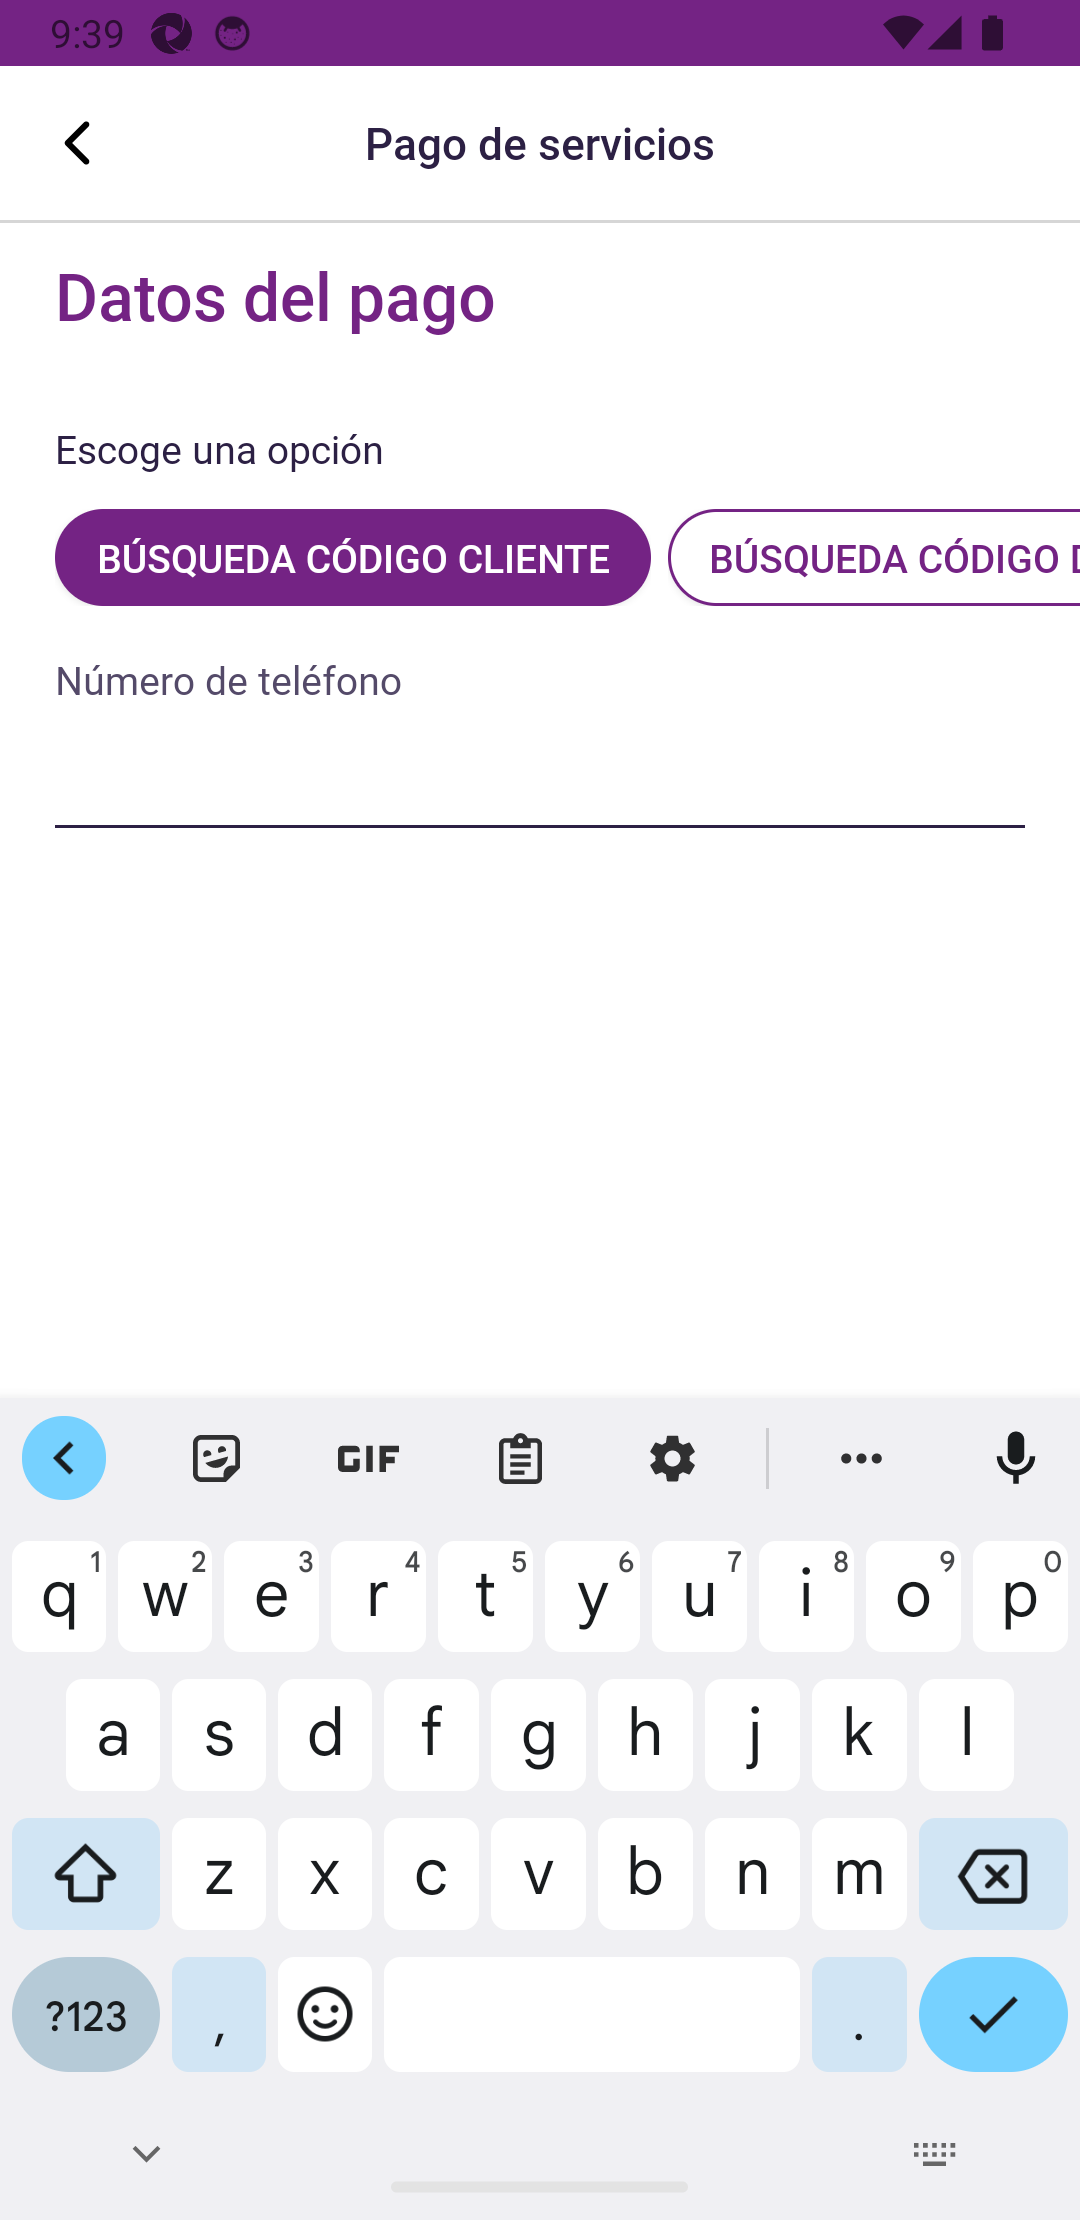 9:39
Pago de servicios
Datos del pago
Escoge una opción
BÚSQUEDA CÓDIGO CLIENTE
BÚSQUEDA CÓDIGO
Número de teléfono
GIF
q 1 w 2 e 3 r 4 t 5 y 6 u 7 i 8 o 9 p 0
a s d f g h j k l
z x c v b n m
?123 , .